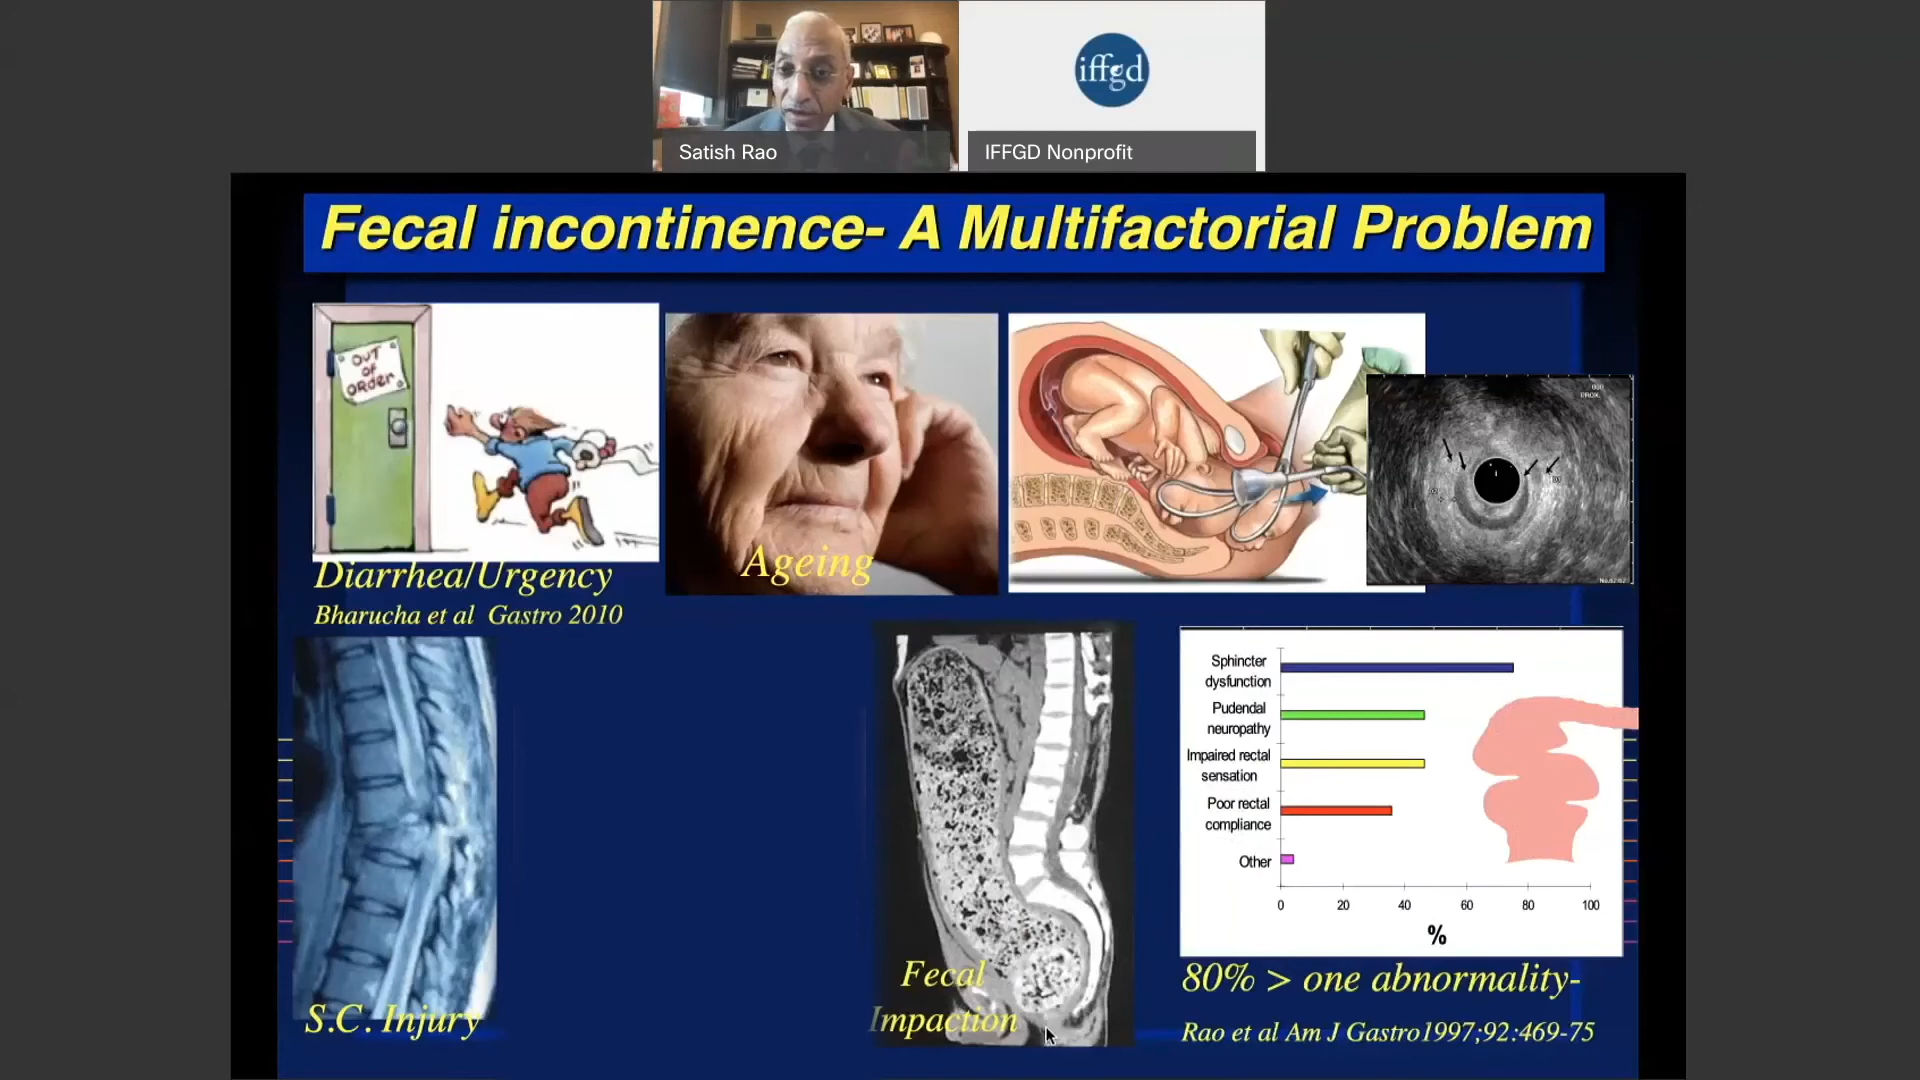 iffgd
Satish Rao
IFFGD Nonprofit
Fecal incontinence- A Multifactorial Problem
OUT
OF
ORDER
Diarrhea/Urgency
Bharucha et al Gastro 2010
Ageing
PROX.
S.C. Injury
Fecal
Impaction
Sphincter
dysfunction
Pudendal
neuropathy
Impaired rectal
sensation
Poor rectal
compliance
Other
0 20 40 60 80 100
%
80% > one abnormality-
Rao et al Am J Gastro1997;92:469-75